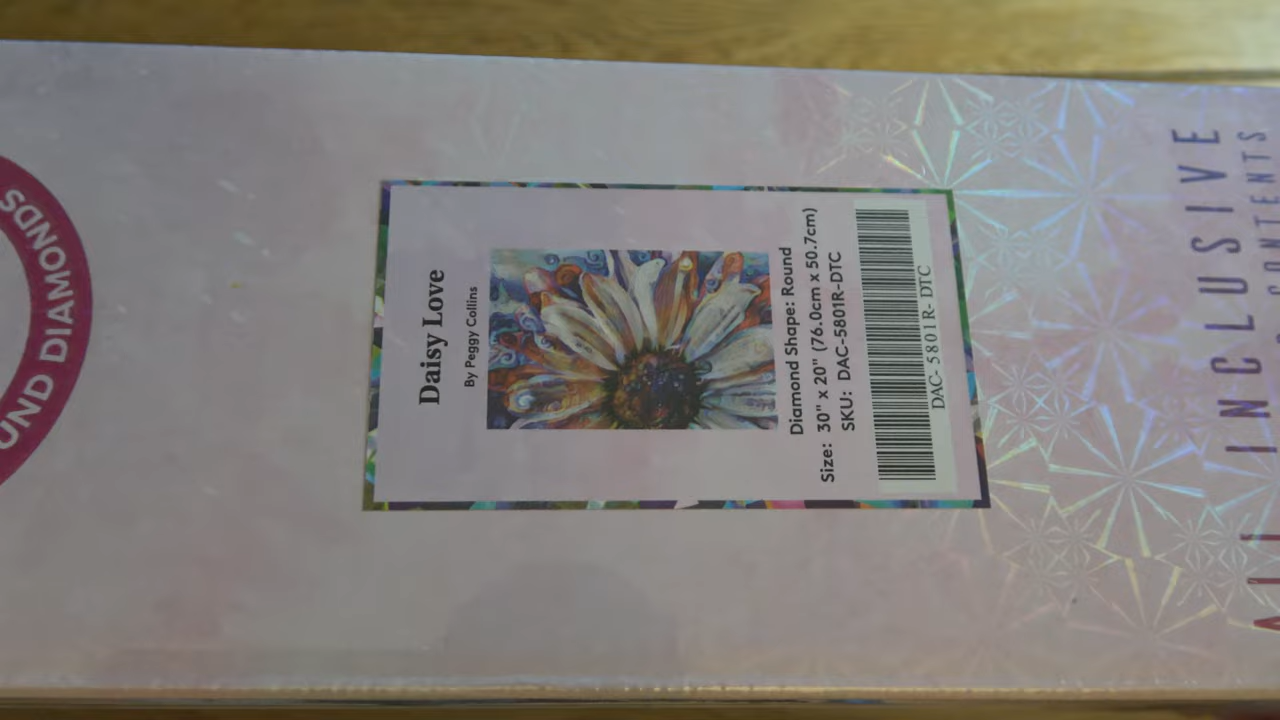 UND DIAMONDS
Daisy Love
By Peggy Collins
Diamond Shape: Round
Size: 30" x 20" (76.0cm x 50.7cm)
SKU: DAC-5801R-DTC
DAC- 5801R- DTC
INCLUSIVE
CONTENTS